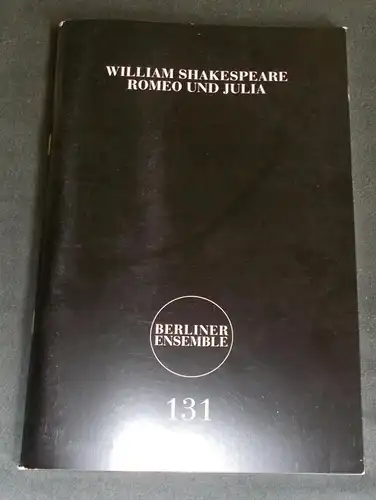 WILLIAM SHAKESPEARE
ROMEO UND JULIA
BERLINER
ENSEMBLE
131